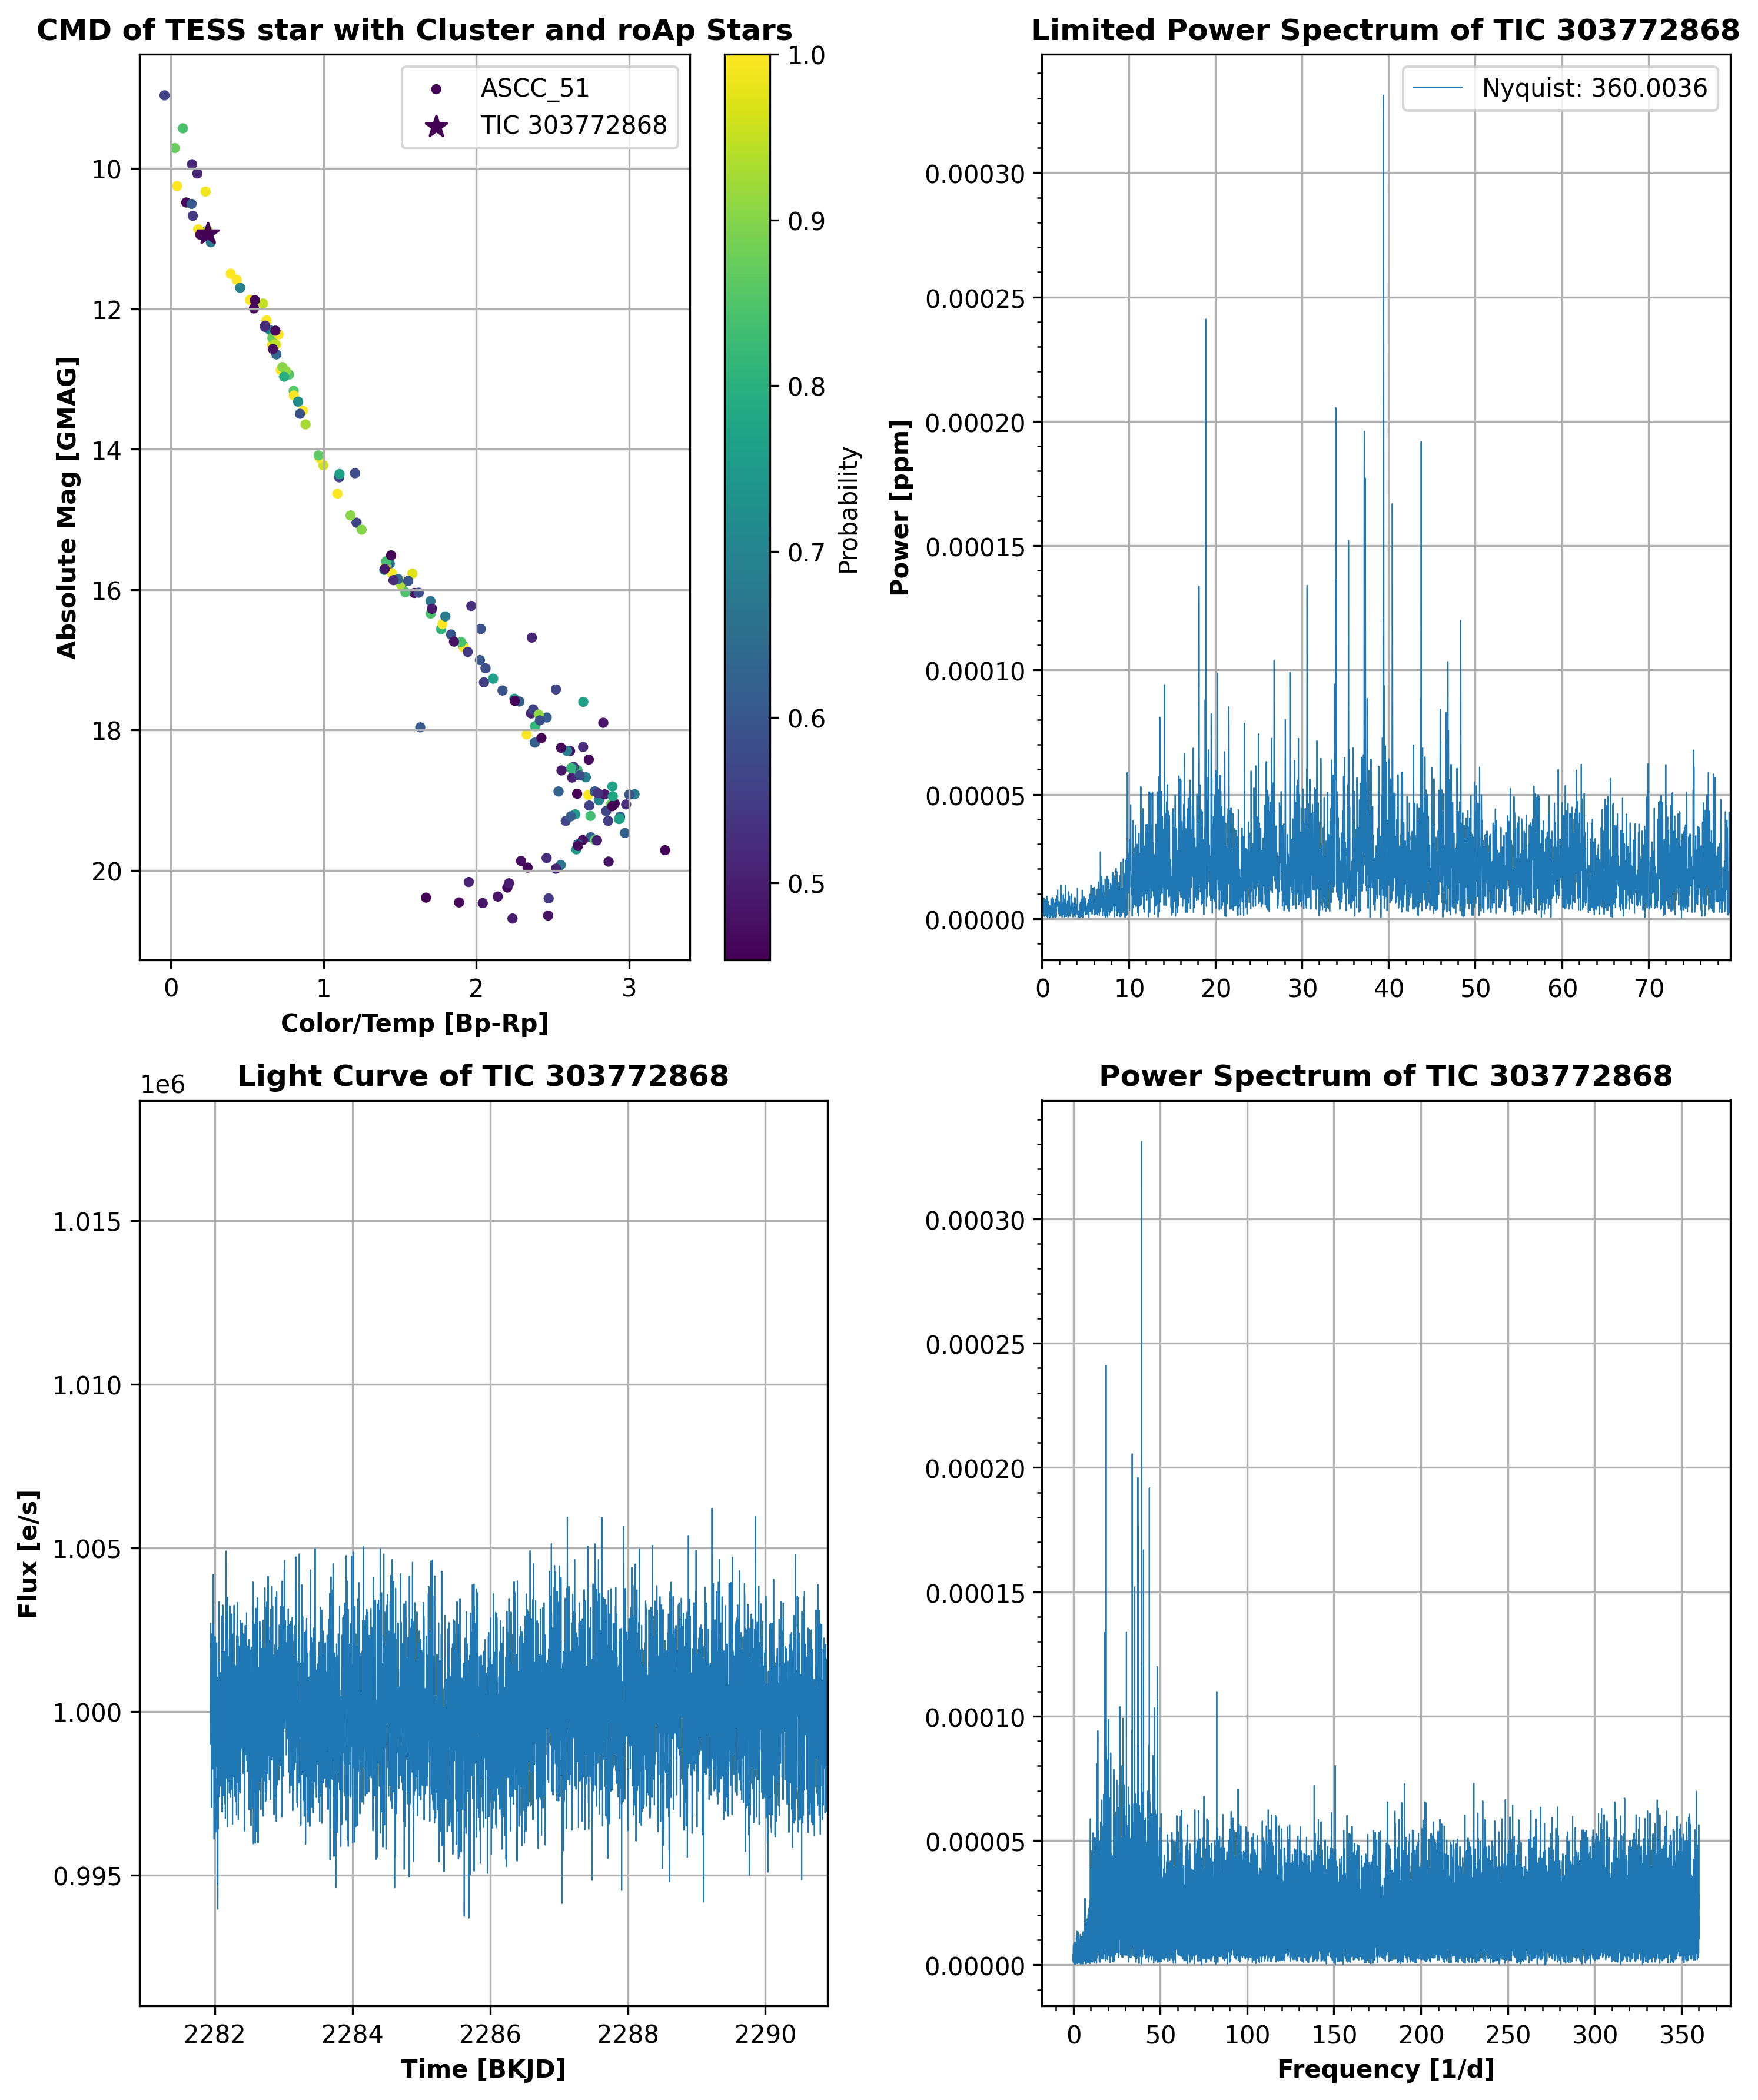 CMD of TESS star with Cluster and roAp Stars
ASCC_51
TIC 303772868
10
12
14
16
18
20
Absolute Mag [GMAG]
0 1 2 3
Color/Temp [Bp-Rp]
1.0
0.9
0.8
0.7
0.6
0.5
Probability
Limited Power Spectrum of TIC 303772868
Nyquist: 360.0036
0.00030
0.00025
0.00020
0.00015
0.00010
0.00005
0.00000
Power [ppm]
0 10 20 30 40 50 60 70
Light Curve of TIC 303772868
1e6
1.015
1.010
1.005
1.000
0.995
Flux [e/s]
2282 2284 2286 2288 2290
Time [BKJD]
Power Spectrum of TIC 303772868
0.00030
0.00025
0.00020
0.00015
0.00010
0.00005
0.00000
0 50 100 150 200 250 300 350
Frequency [1/d]